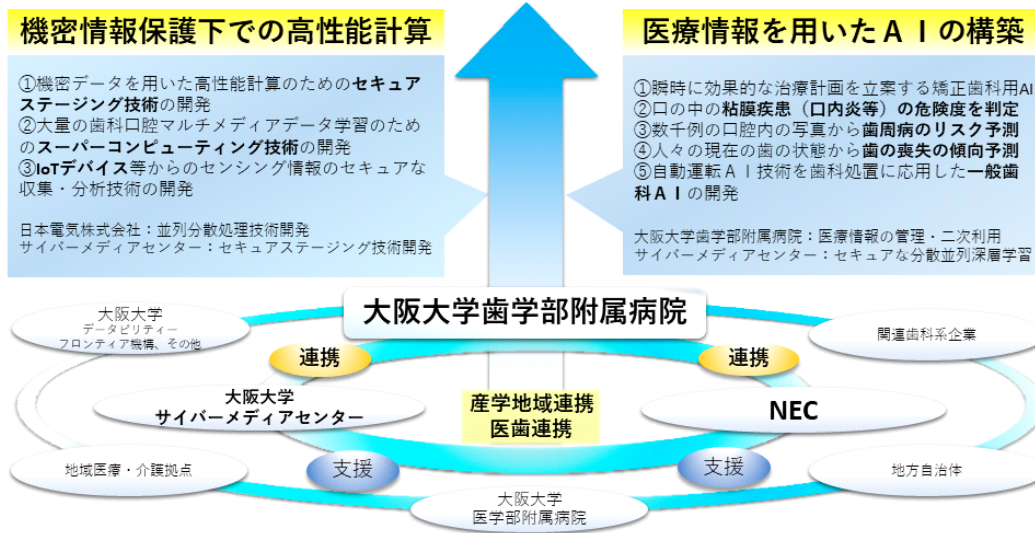 機密情報保護下での高性能計算
①機密データを用いた高性能計算のためのセキュア
ステージング技術の開発
②大量の歯科口腔マルチメディアデータ学習のため
のスーパーコンピューティング技術の開発
③IoTデバイス等からのセンシング情報のセキュアな
収集・分析技術の開発
日本電気株式会社：並列分散処理技術開発
サイバーメディアセンター：セキュアステージング技術開発
医療情報を用いたＡＩの構築
①瞬時に効果的な治療計画を立案する矯正歯科用AI
②口の中の粘膜疾患（口内炎等）の危険度を判定
③数千例の口腔内の写真から歯周病のリスク予測
④人々の現在の歯の状態から歯の喪失の傾向予測
⑤自動運転ＡＩ技術を歯科処置に応用した一般歯
科ＡＩの開発
大阪大学歯学部附属病院：医療情報の管理・二次利用
サイバーメディアセンター：セキュアな分散並列深層学習
大阪大学歯学部附属病院
大阪大学
データビリティー
フロンティア機構、その他
関連歯科系企業
連携
連携
大阪大学
サイバーメディアセンター
産学地域連携
医歯連携
NEC
地域医療・介護拠点
支援
支援
地方自治体
大阪大学
医学部附属病院